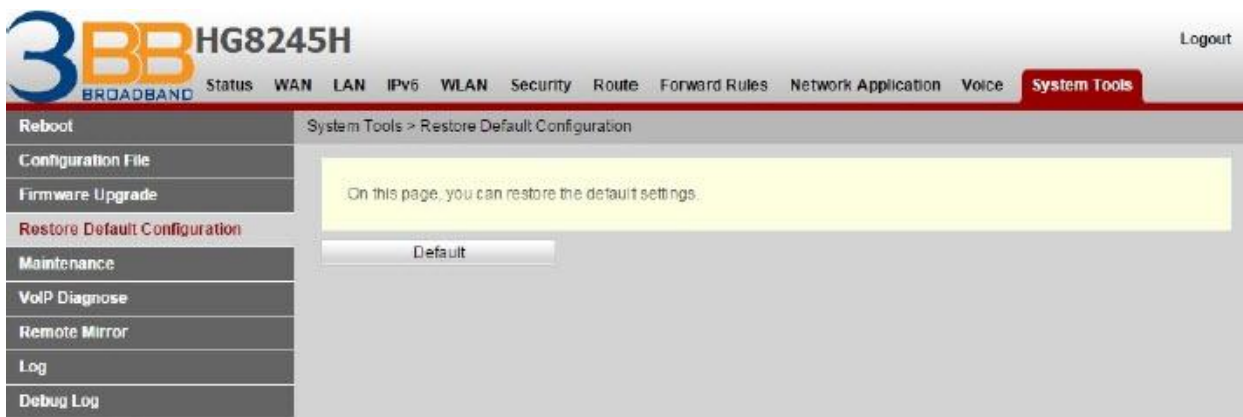 3BB
BROADBAND
HG8245H
Logout
Status WAN LAN IPv6 WLAN Security Route Forward Rules Network Application Voice System Tools
Reboot
Configuration File
Firmware Upgrade
Restore Default Configuration
Maintenance
VoIP Diagnose
Remote Mirror
Log
Debug Log
System Tools > Restore Default Configuration
On this page, you can restore the default settings.
Default